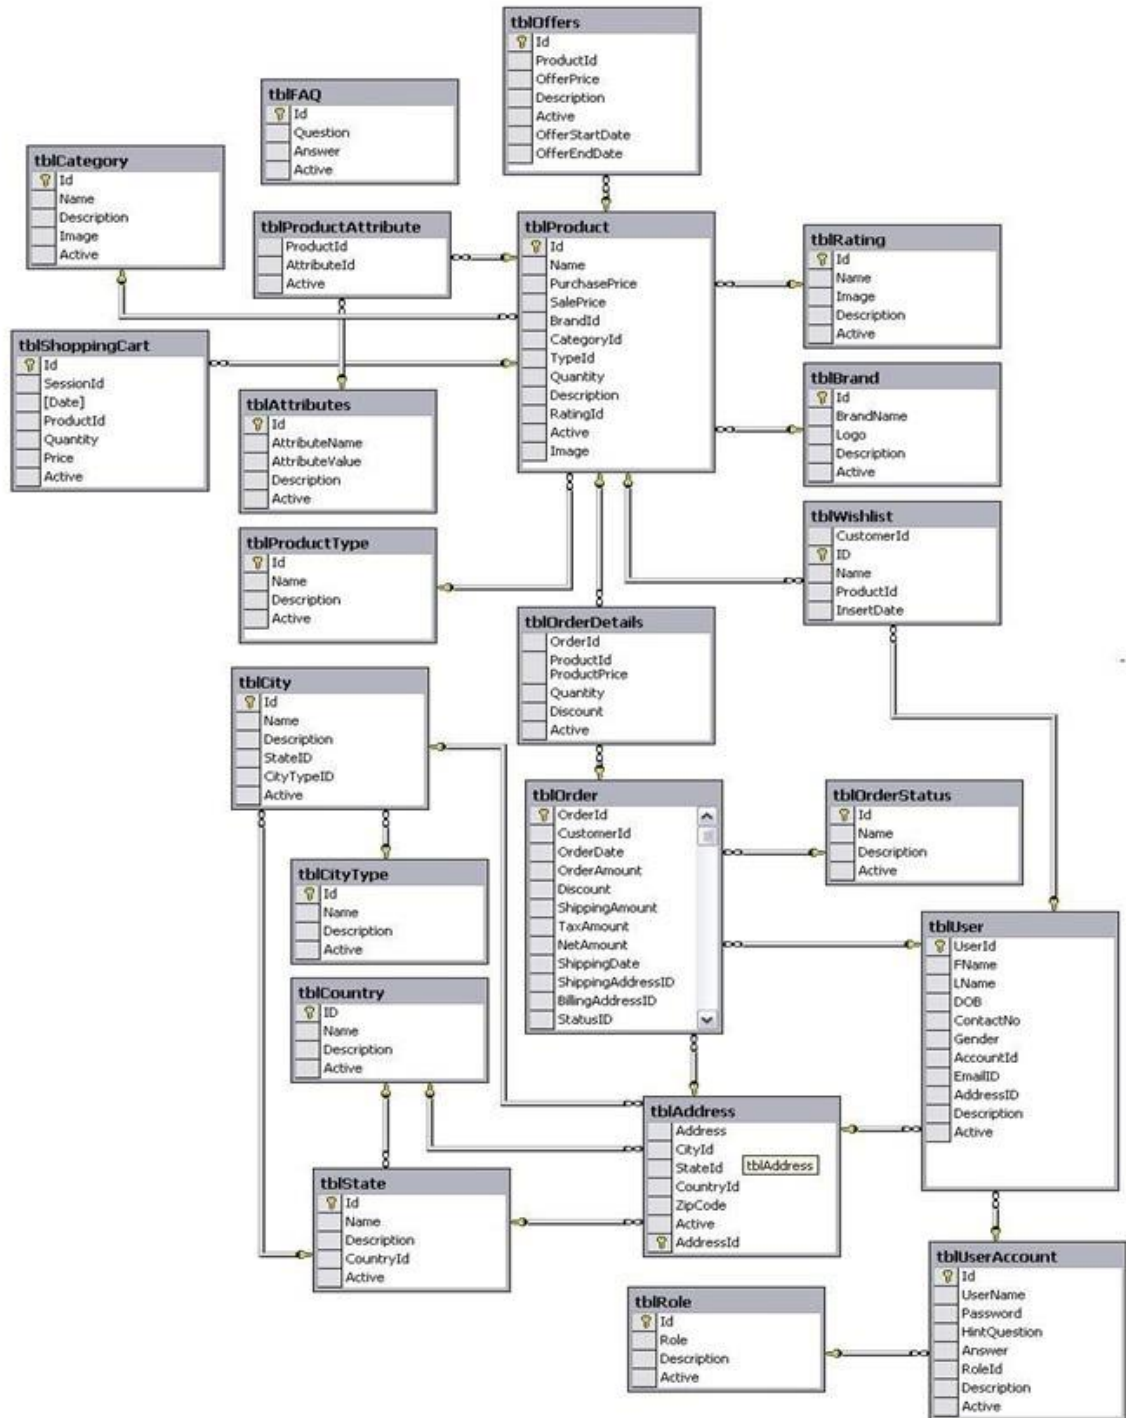 tblOffers
Id
ProductId
OfferPrice
Description
Active
OfferStartDate
OfferEndDate
tblFAQ
Id
Question
Answer
Active
tblCategory
Id
Name
Description
Image
Active
tblProductAttribute
ProductId
AttributeId
Active
tblProduct
Id
Name
PurchasePrice
SalePrice
BrandId
CategoryId
TypeId
Quantity
Description
RatingId
Active
Image
tblRating
Id
Name
Image
Description
Active
tblShoppingCart
Id
SessionId
[Date]
ProductId
Quantity
Price
Active
tblAttributes
Id
AttributeName
AttributeValue
Description
Active
tblBrand
Id
BrandName
Logo
Description
Active
tblProductType
Id
Name
Description
Active
tblWishlist
CustomerId
ID
Name
ProductId
InsertDate
tblOrderDetails
OrderId
ProductId
ProductPrice
Quantity
Discount
Active
tblCity
Id
Name
Description
StateID
CityTypeID
Active
tblOrder
OrderId
CustomerId
OrderDate
OrderAmount
Discount
ShippingAmount
TaxAmount
NetAmount
ShippingDate
ShippingAddressID
BillingAddressID
StatusID
tblOrderStatus
Id
Name
Description
Active
tblCityType
Id
Name
Description
Active
tblUser
UserId
FName
LName
DOB
ContactNo
Gender
AccountId
EmailID
AddressID
Description
Active
tblCountry
ID
Name
Description
Active
tblAddress
Address
CityId
StateId
CountryId
ZipCode
Active
AddressId
tblAddress
tblState
Id
Name
Description
CountryId
Active
tblUserAccount
Id
UserName
Password
HintQuestion
Answer
RoleId
Description
Active
tblRole
Id
Role
Description
Active